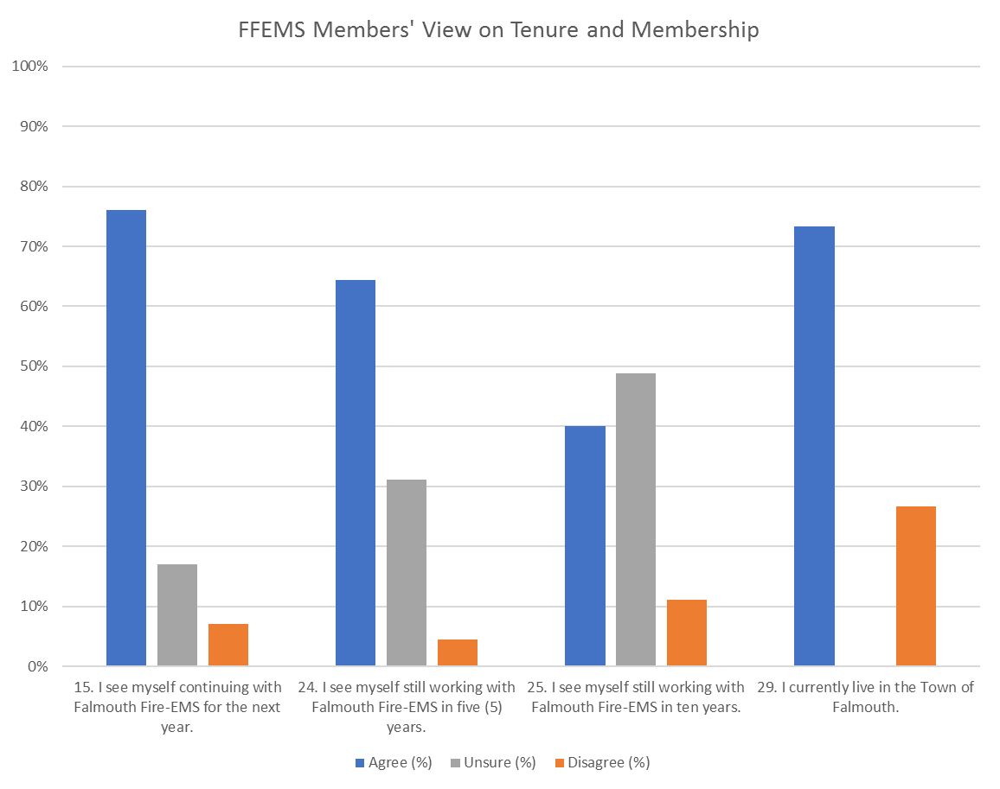 FFEMS Members' View on Tenure and Membership
100%
90%
80%
70%
60%
50%
40%
30%
20%
10%
0%
15. I see myself continuing with
Falmouth Fire-EMS for the next
year.
24. I see myself still working with
Falmouth Fire-EMS in five (5)
years.
25. I see myself still working with
Falmouth Fire-EMS in ten years.
29. I currently live in the Town of
Falmouth.
Agree (%) Unsure (%) Disagree (%)